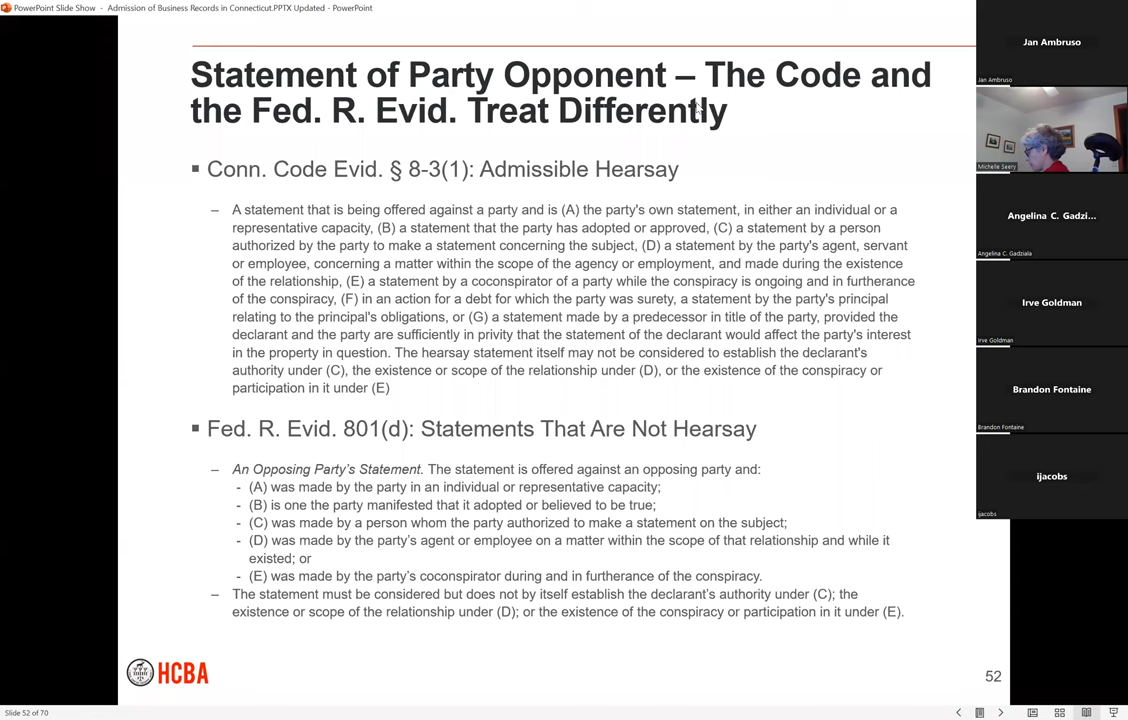 PowerPoint Slide Show - Admission of Business Records in Connecticut.PPTX Updated - PowerPoint
Statement of Party Opponent – The Code and
the Fed. R. Evid. Treat Differently
▪ Conn. Code Evid. § 8-3(1): Admissible Hearsay
– A statement that is being offered against a party and is (A) the party's own statement, in either an individual or a
representative capacity, (B) a statement that the party has adopted or approved, (C) a statement by a person
authorized by the party to make a statement concerning the subject, (D) a statement by the party's agent, servant
or employee, concerning a matter within the scope of the agency or employment, and made during the existence
of the relationship, (E) a statement by a coconspirator of a party while the conspiracy is ongoing and in furtherance
of the conspiracy, (F) in an action for a debt for which the party was surety, a statement by the party's principal
relating to the principal's obligations, or (G) a statement made by a predecessor in title of the party, provided the
declarant and the party are sufficiently in privity that the statement of the declarant would affect the party's interest
in the property in question. The hearsay statement itself may not be considered to establish the declarant's
authority under (C), the existence or scope of the relationship under (D), or the existence of the conspiracy or
participation in it under (E)
▪ Fed. R. Evid. 801(d): Statements That Are Not Hearsay
– An Opposing Party's Statement. The statement is offered against an opposing party and:
- (A) was made by the party in an individual or representative capacity;
- (B) is one the party manifested that it adopted or believed to be true;
- (C) was made by a person whom the party authorized to make a statement on the subject;
- (D) was made by the party's agent or employee on a matter within the scope of that relationship and while it
existed; or
- (E) was made by the party's coconspirator during and in furtherance of the conspiracy.
– The statement must be considered but does not by itself establish the declarant's authority under (C); the
existence or scope of the relationship under (D); or the existence of the conspiracy or participation in it under (E).
HCBA
52
Slide 52 of 70
Jan Ambruso
Jan Ambruso
Michelle Seery
Angelina C. Gadzi...
Angelina C. Gadziala
Irve Goldman
Irve Goldman
Brandon Fontaine
Brandon Fontaine
ijacobs
ijacobs